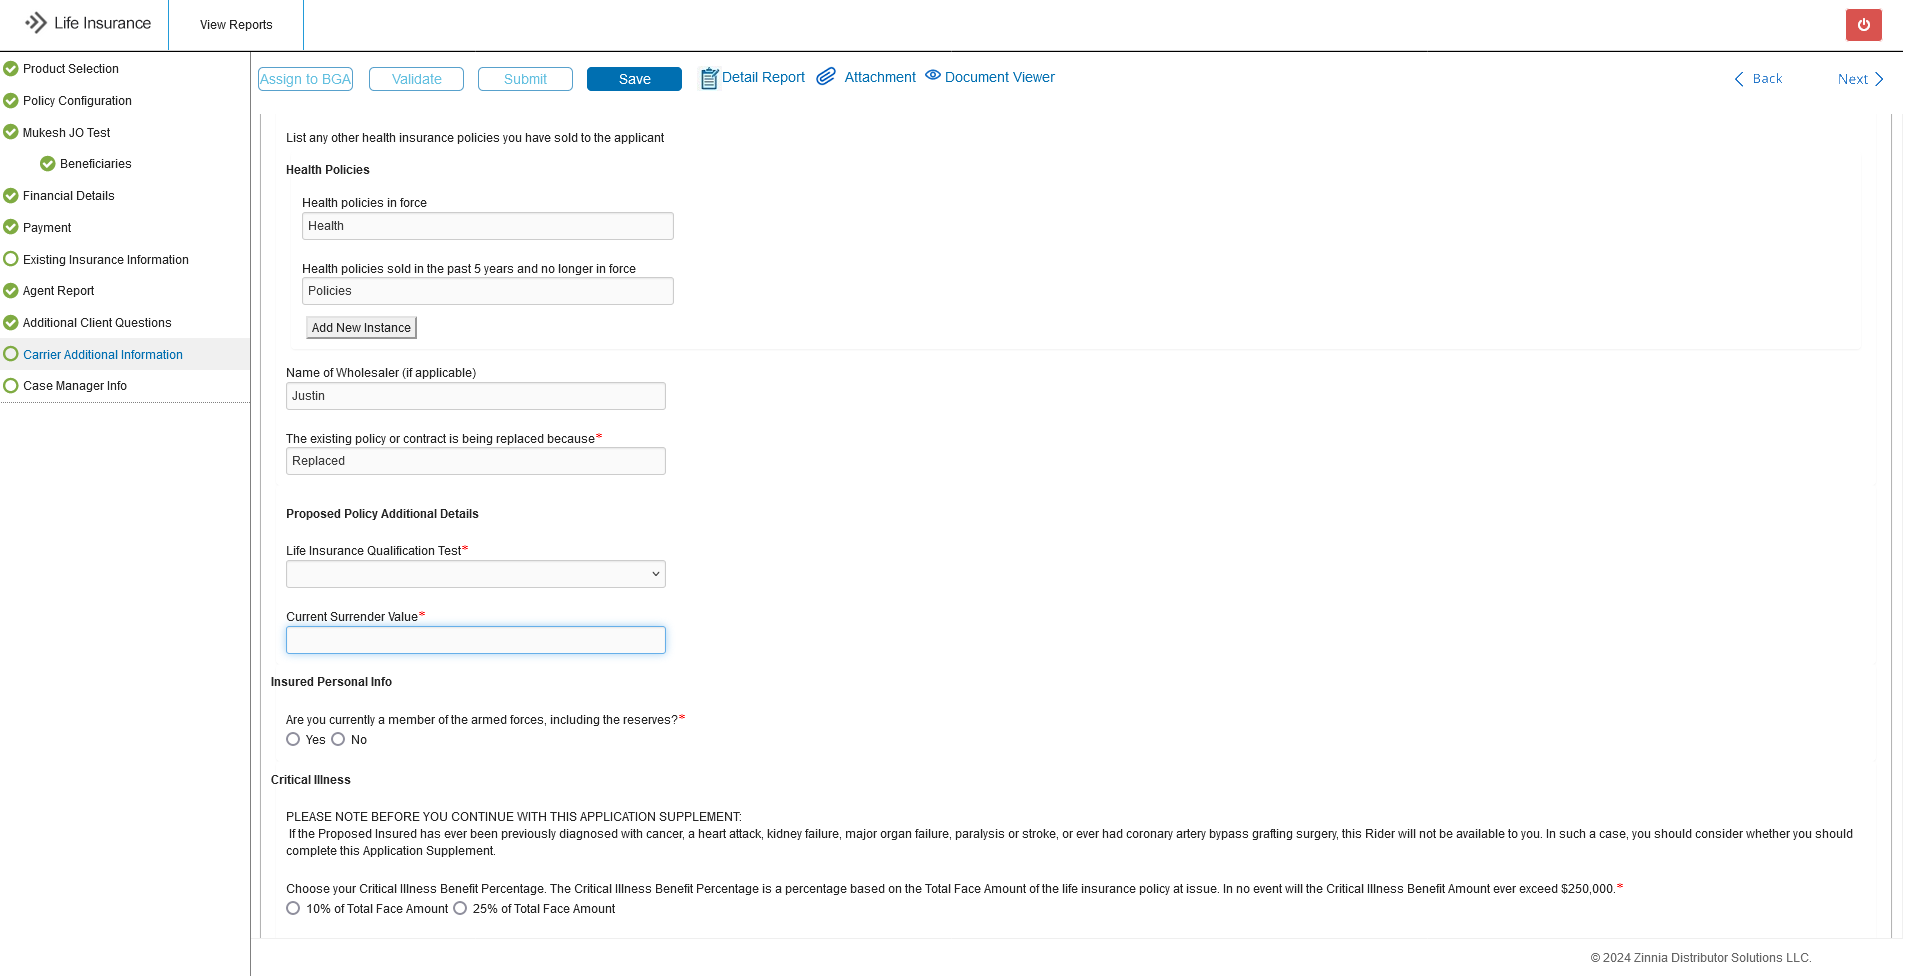 Life Insurance
View Reports
Product Selection
Policy Configuration
Mukesh JO Test
Beneficiaries
Financial Details
Payment
Existing Insurance Information
Agent Report
Additional Client Questions
Carrier Additional Information
Case Manager Info
Assign to BGA Validate Submit Save Detail Report Attachment Document Viewer Back Next
List any other health insurance policies you have sold to the applicant
Health Policies
Health policies in force
Health
Health policies sold in the past 5 years and no longer in force
Policies
Add New Instance
Name of Wholesaler (if applicable)
Justin
The existing policy or contract is being replaced because*
Replaced
Proposed Policy Additional Details
Life Insurance Qualification Test*
Current Surrender Value*
Insured Personal Info
Are you currently a member of the armed forces, including the reserves?*
Yes No
Critical Illness
PLEASE NOTE BEFORE YOU CONTINUE WITH THIS APPLICATION SUPPLEMENT:
If the Proposed Insured has ever been previously diagnosed with cancer, a heart attack, kidney failure, major organ failure, paralysis or stroke, or ever had coronary artery bypass grafting surgery, this Rider will not be available to you. In such a case, you should consider whether you should
complete this Application Supplement.
Choose your Critical Illness Benefit Percentage. The Critical Illness Benefit Percentage is a percentage based on the Total Face Amount of the life insurance policy at issue. In no event will the Critical Illness Benefit Amount ever exceed $250,000.*
10% of Total Face Amount 25% of Total Face Amount
© 2024 Zinnia Distributor Solutions LLC.